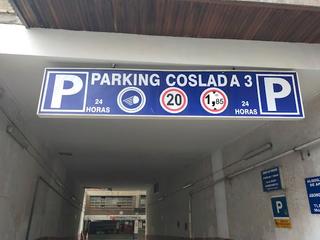 P PARKING COSLADA 3 P
24 HORAS 20 1,85 24 HORAS
P